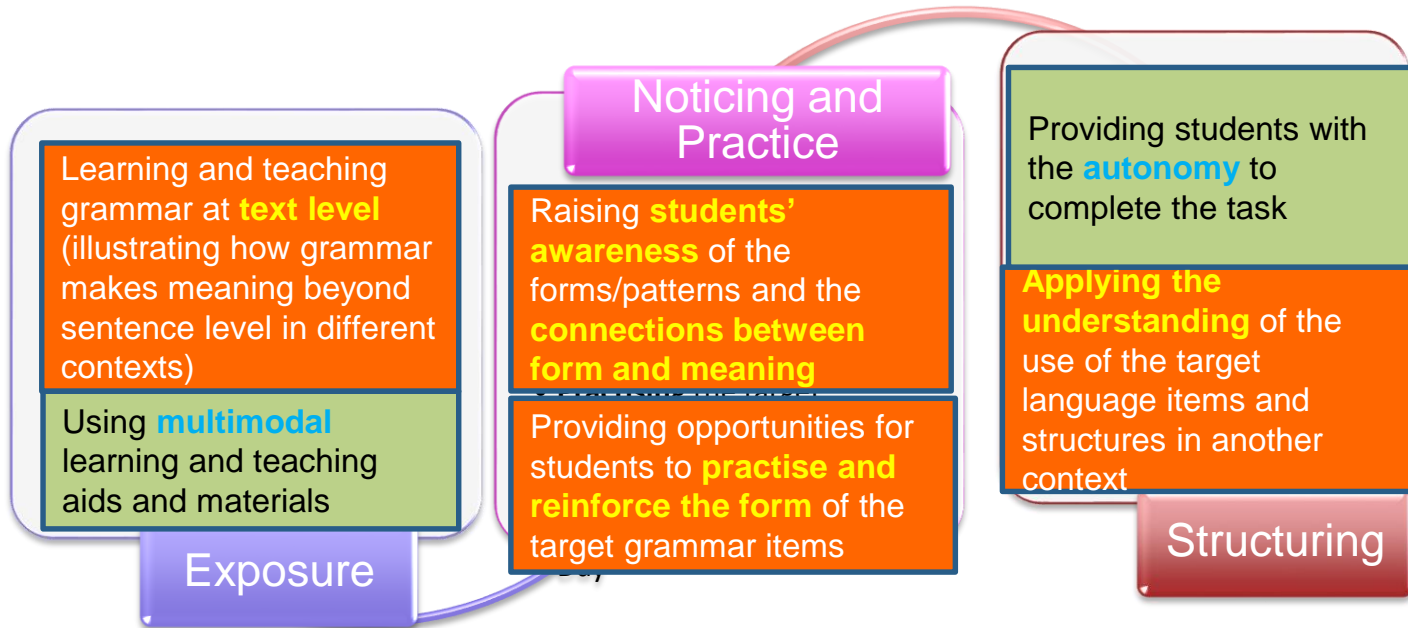 Learning and teaching
grammar at text level
(illustrating how grammar
makes meaning beyond
sentence level in different
contexts)
Using multimodal
learning and teaching
aids and materials
Exposure
Noticing and
Practice
Raising students’
awareness of the
forms/patterns and the
connections between
form and meaning
Providing opportunities for
students to practise and
reinforce the form of the
target grammar items
Providing students with
the autonomy to
complete the task
Applying the
understanding of the
use of the target
language items and
structures in another
context
Structuring